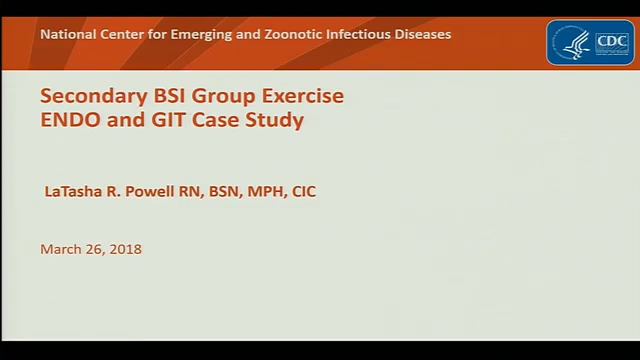 National Center for Emerging and Zoonotic Infectious Diseases
CDC
Secondary BSI Group Exercise
ENDO and GIT Case Study
LaTasha R. Powell RN, BSN, MPH, CIC
March 26, 2018